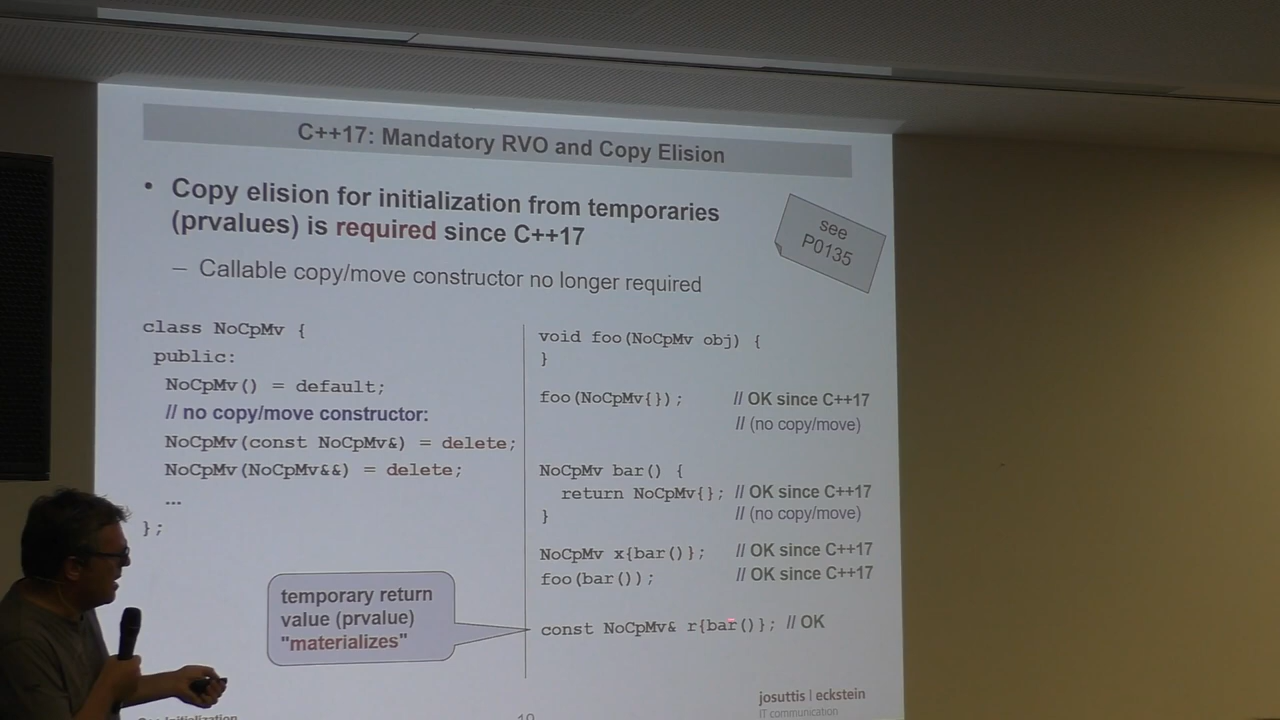 C++17: Mandatory RVO and Copy Elision
• Copy elision for initialization from temporaries
(prvalues) is required since C++17
– Callable copy/move constructor no longer required
see
P0135
class NoCpMv {
public:
NoCpMv() = default;
// no copy/move constructor:
NoCpMv(const NoCpMv&) = delete;
NoCpMv(NoCpMv&&) = delete;
...
};
temporary return
value (prvalue)
"materializes"
void foo(NoCpMv obj) {
}
foo(NoCpMv{}); // OK since C++17
// (no copy/move)
NoCpMv bar() {
return NoCpMv{}; // OK since C++17
} // (no copy/move)
NoCpMv x{bar()}; // OK since C++17
foo(bar()); // OK since C++17
const NoCpMv& r{bar()}; // OK
josuttis | eckstein
IT communication